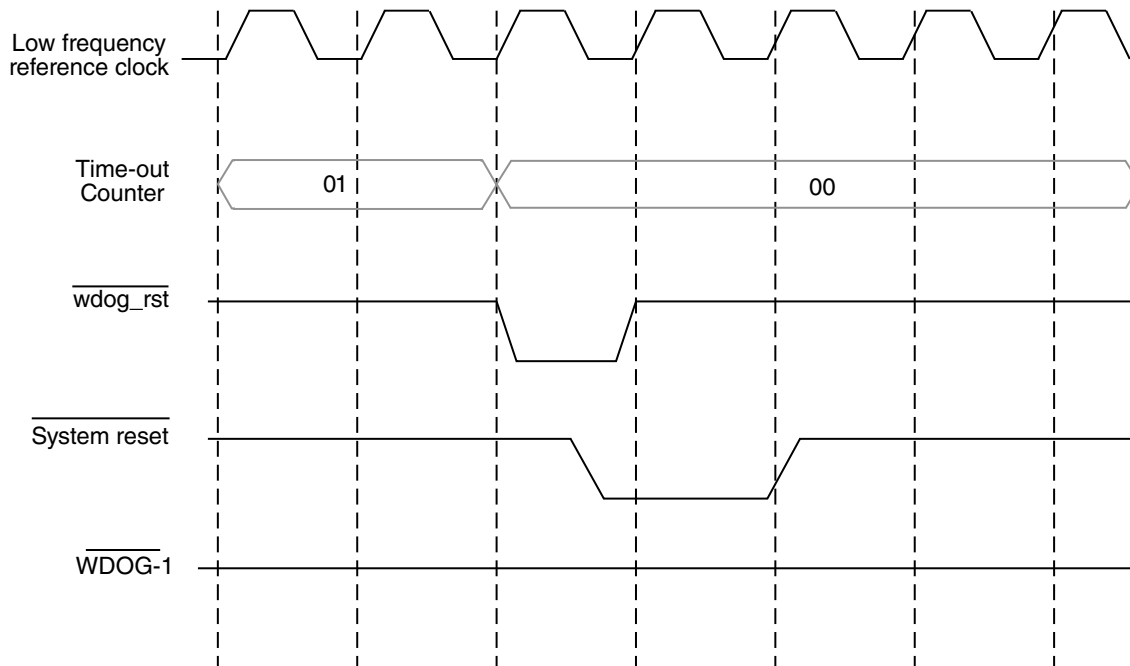 Low frequency
reference clock
Time-out
Counter
01
00
wdog_rst
System reset
WDOG-1